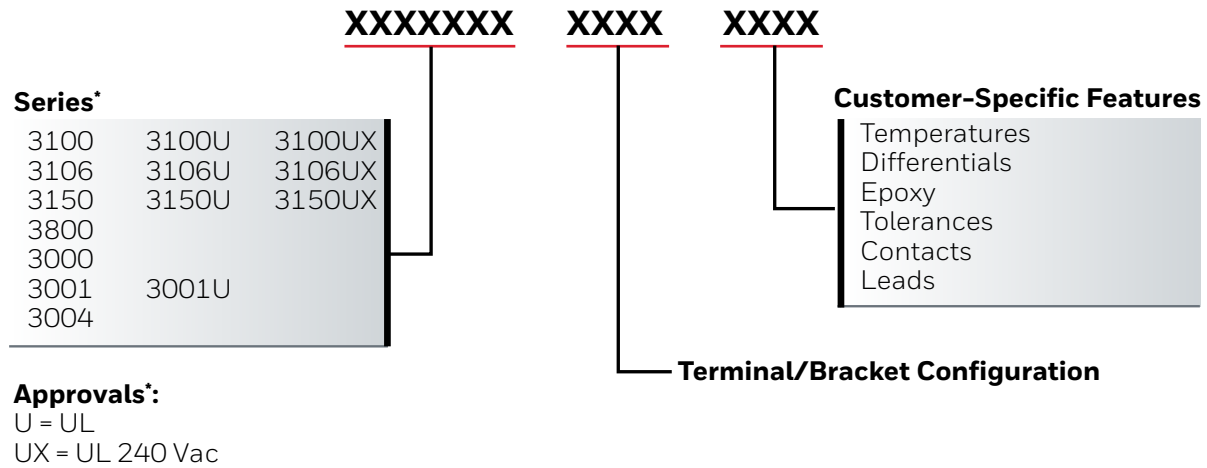 XXXXXXX XXXX XXXX
Series*
3100 3100U 3100UX
3106 3106U 3106UX
3150 3150U 3150UX
3800
3000
3001 3001U
3004
Customer-Specific Features
Temperatures
Differentials
Epoxy
Tolerances
Contacts
Leads
Terminal/Bracket Configuration
Approvals*:
U = UL
UX = UL 240 Vac